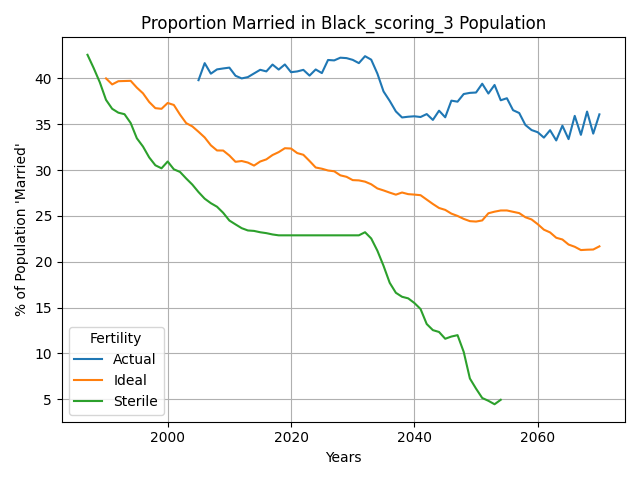 Proportion Married in Black_scoring_3 Population
% of Population 'Married'
40
35
30
25
20
15
10
5
Fertility
Actual
Ideal
Sterile
2000 2020 2040 2060
Years